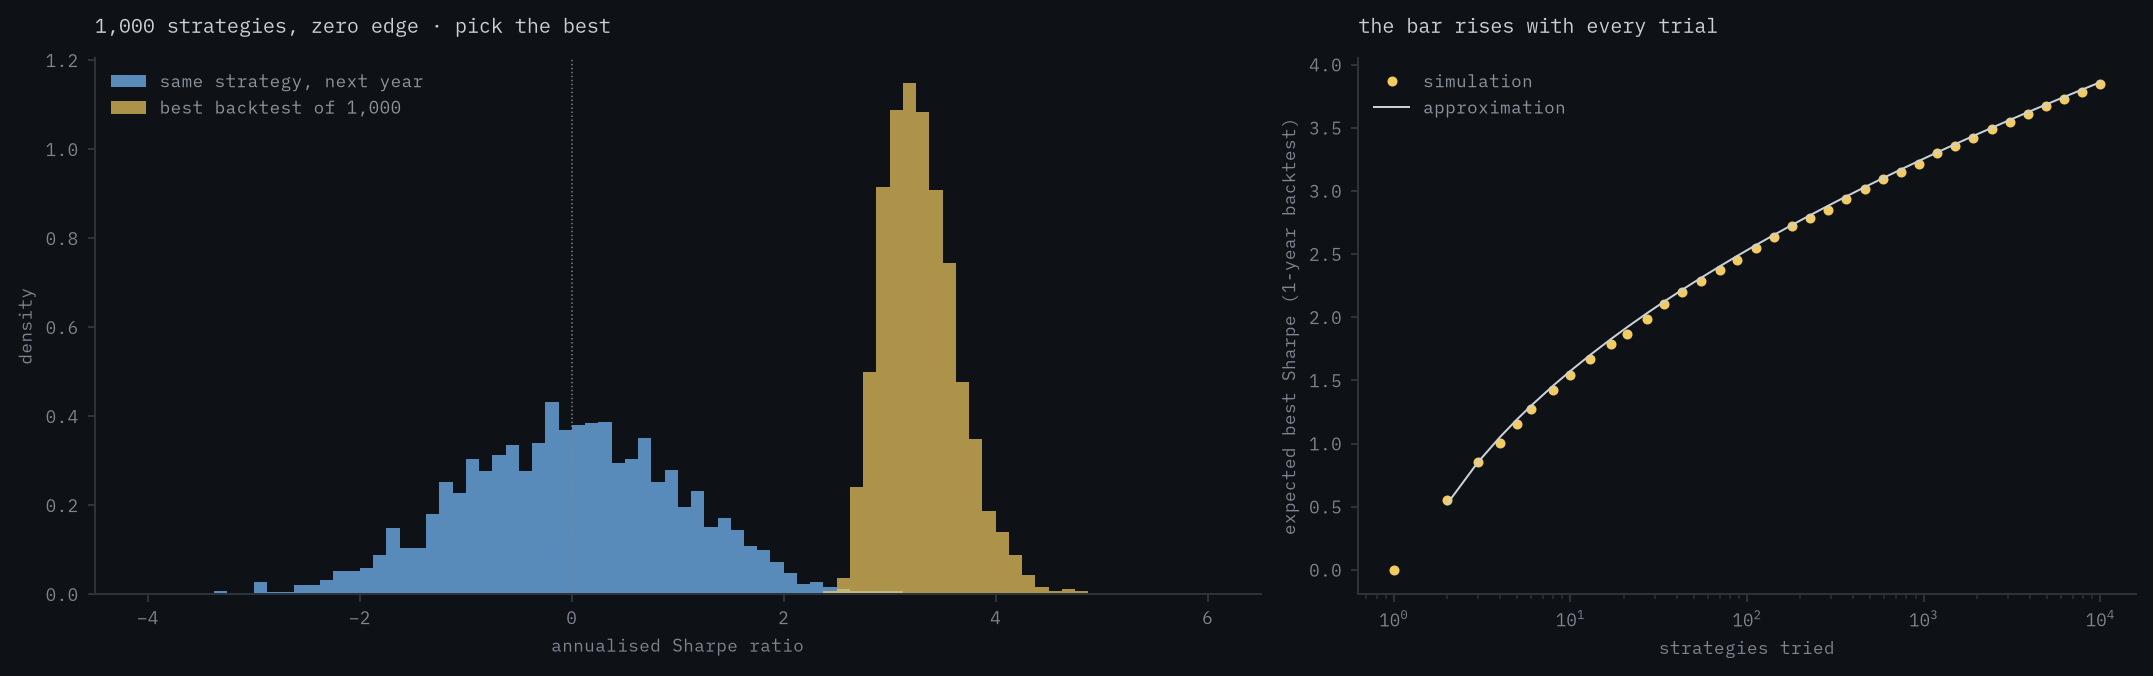 1,000 strategies, zero edge · pick the best
same strategy, next year
best backtest of 1,000
density
1.2
1.0
0.8
0.6
0.4
0.2
0.0
−4 −2 0 2 4 6
annualised Sharpe ratio
the bar rises with every trial
simulation
approximation
expected best Sharpe (1-year backtest)
4.0
3.5
3.0
2.5
2.0
1.5
1.0
0.5
0.0
10⁰ 10¹ 10² 10³ 10⁴
strategies tried